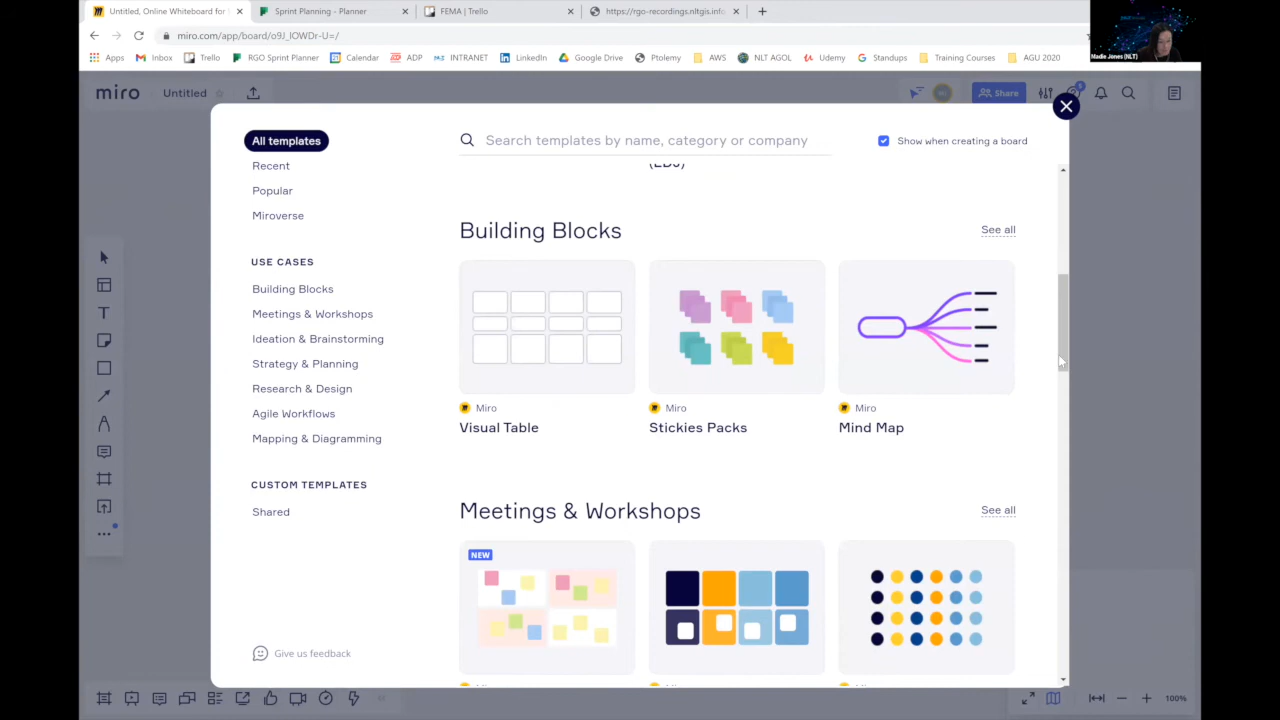 Untitled, Online Whiteboard for
Sprint Planning - Planner
FEMA | Trello
https://rgo-recordings.nltgis.info
miro.com/app/board/o9J_lOWDr-U=/
Apps
Inbox
Trello
RGO Sprint Planner
Calendar
ADP
INTRANET
LinkedIn
Google Drive
Ptolemy
AWS
NLT AGOL
Udemy
Standups
Training Courses
AGU 2020
Madie Jones (NLT)
miro
Untitled
Share
All templates
Recent
Popular
Miroverse
USE CASES
Building Blocks
Meetings & Workshops
Ideation & Brainstorming
Strategy & Planning
Research & Design
Agile Workflows
Mapping & Diagramming
CUSTOM TEMPLATES
Shared
Give us feedback
Search templates by name, category or company
Show when creating a board
(EDJ)
Building Blocks
See all
Miro
Miro
Miro
Visual Table
Stickies Packs
Mind Map
Meetings & Workshops
See all
NEW
100%